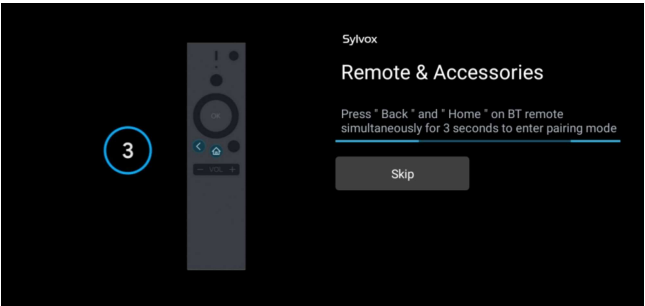 Sylvox
Remote & Accessories
Press " Back " and " Home " on BT remote
simultaneously for 3 seconds to enter pairing mode
3
OK
- VOL +
Skip